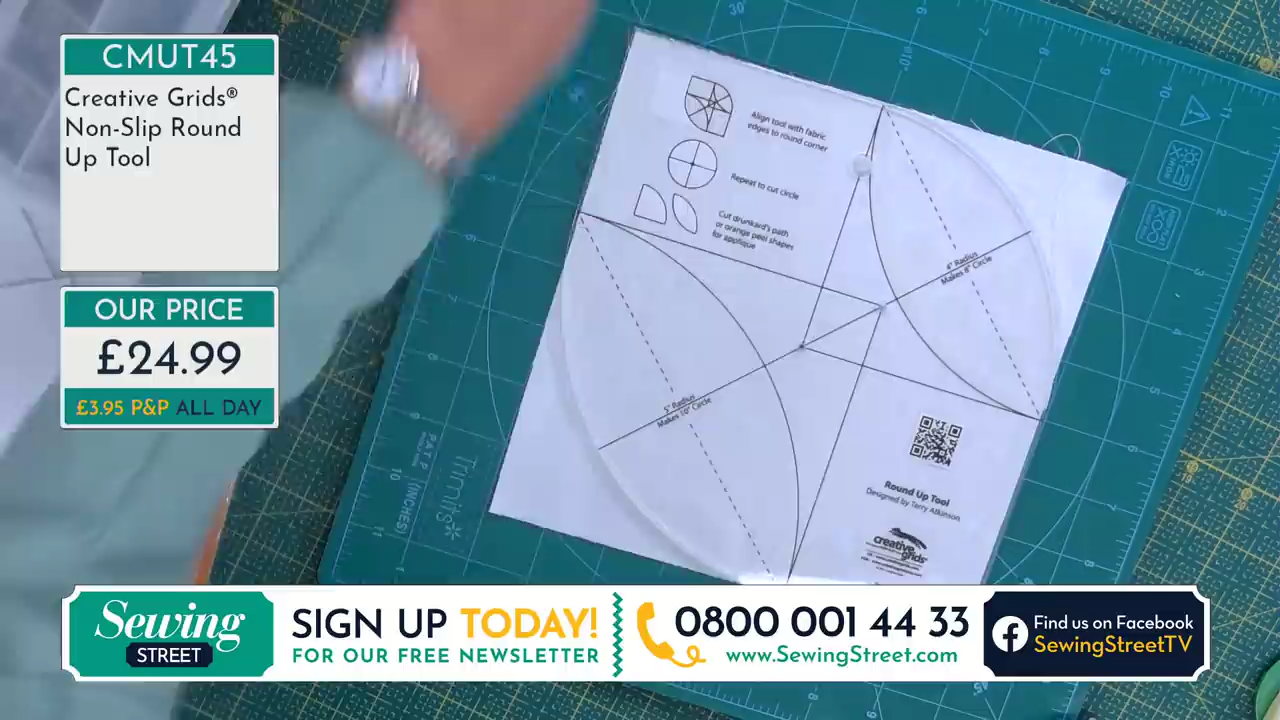 CMUT45
Creative Grids®
Non-Slip Round
Up Tool
OUR PRICE
£24.99
£3.95 P&P ALL DAY
Align tool with fabric
edges to round corner
Repeat to cut circle
Cut drunkard's path
or orange peel shapes
for applique
4" Radius
Makes 8" Circle
5" Radius
Makes 10" Circle
Round Up Tool
Designed by Terry Atkinson
creative
grids
Sewing
STREET
SIGN UP TODAY!
FOR OUR FREE NEWSLETTER
0800 001 44 33
www.SewingStreet.com
Find us on Facebook
SewingStreetTV